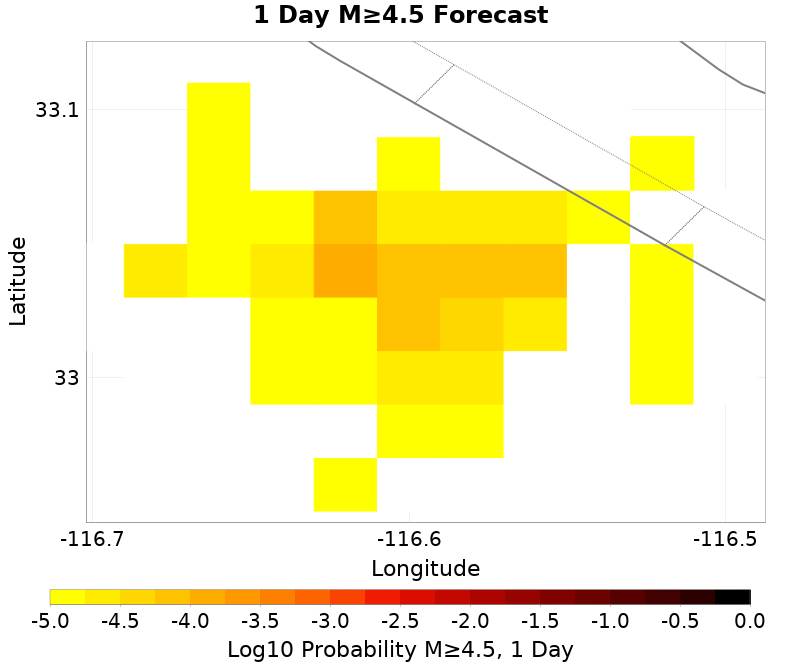 1 Day M≥4.5 Forecast
33.1
33
Latitude
-116.7 -116.6 -116.5
Longitude
-5.0 -4.5 -4.0 -3.5 -3.0 -2.5 -2.0 -1.5 -1.0 -0.5 0.0
Log10 Probability M≥4.5, 1 Day